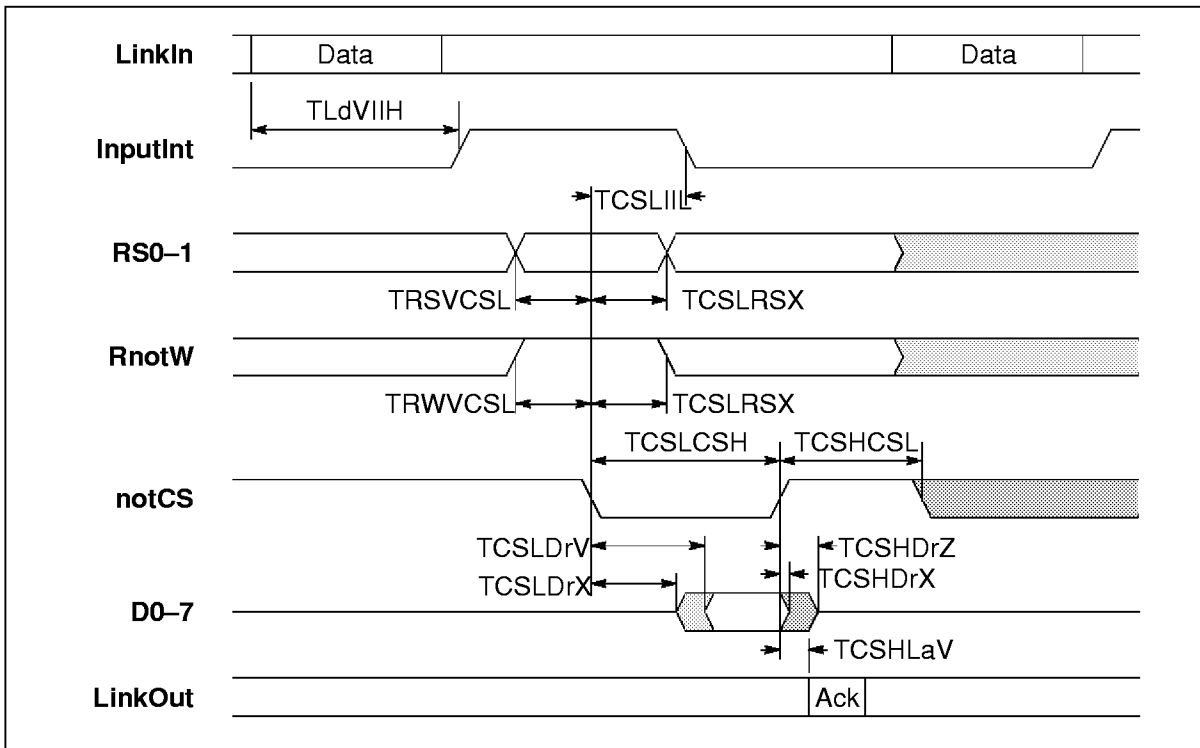 LinkIn Data Data
TLdVIIH
InputInt
TCSLIIL
RS0–1
TRSVCSL TCSLRSX
RnotW
TRWVCSL TCSLRSX
TCSLCSH TCSHCSL
notCS
TCSLDrV TCSHDrZ
TCSLDrX TCSHDrX
D0–7
TCSHLaV
LinkOut Ack